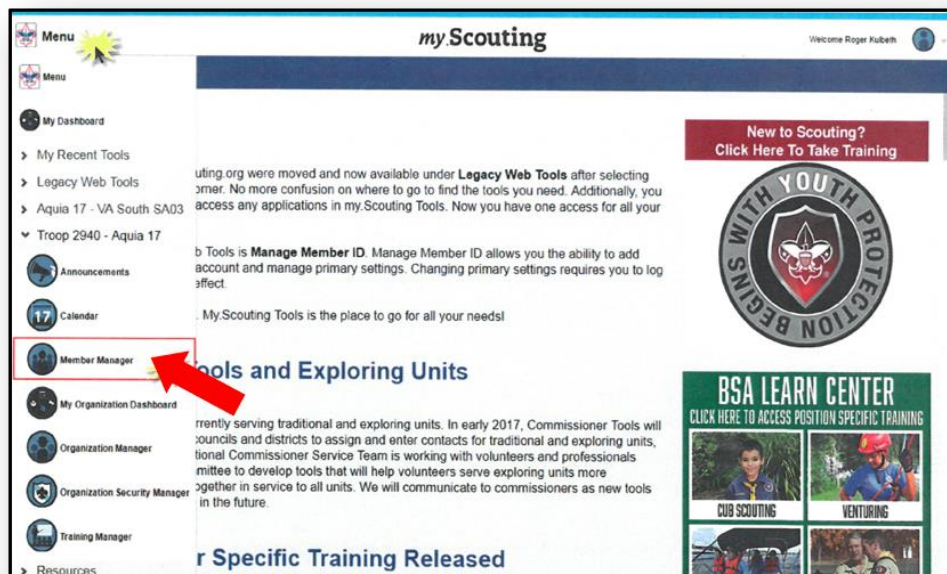 Menu
my.Scouting
Welcome Roger Kulbeth
Menu
My Dashboard
My Recent Tools
Legacy Web Tools
Aquia 17 - VA South SA03
Troop 2940 - Aquia 17
Announcements
17
Calendar
Member Manager
My Organization Dashboard
Organization Manager
Organization Security Manager
Training Manager
Resources
uting.org were moved and now available under Legacy Web Tools after selecting
orner. No more confusion on where to go to find the tools you need. Additionally, you
access any applications in my.Scouting Tools. Now you have one access for all your
b Tools is Manage Member ID. Manage Member ID allows you the ability to add
account and manage primary settings. Changing primary settings requires you to log
effect.
. My.Scouting Tools is the place to go for all your needs!
ools and Exploring Units
rrently serving traditional and exploring units. In early 2017, Commissioner Tools will
councils and districts to assign and enter contacts for traditional and exploring units,
tional Commissioner Service Team is working with volunteers and professionals
mmittee to develop tools that will help volunteers serve exploring units more
ogether in service to all units. We will communicate to commissioners as new tools
in the future.
r Specific Training Released
New to Scouting?
Click Here To Take Training
WITH YOUTH PROTECTION BEGINS
NOW
BSA LEARN CENTER
CLICK HERE TO ACCESS POSITION SPECIFIC TRAINING
CUB SCOUTING
VENTURING